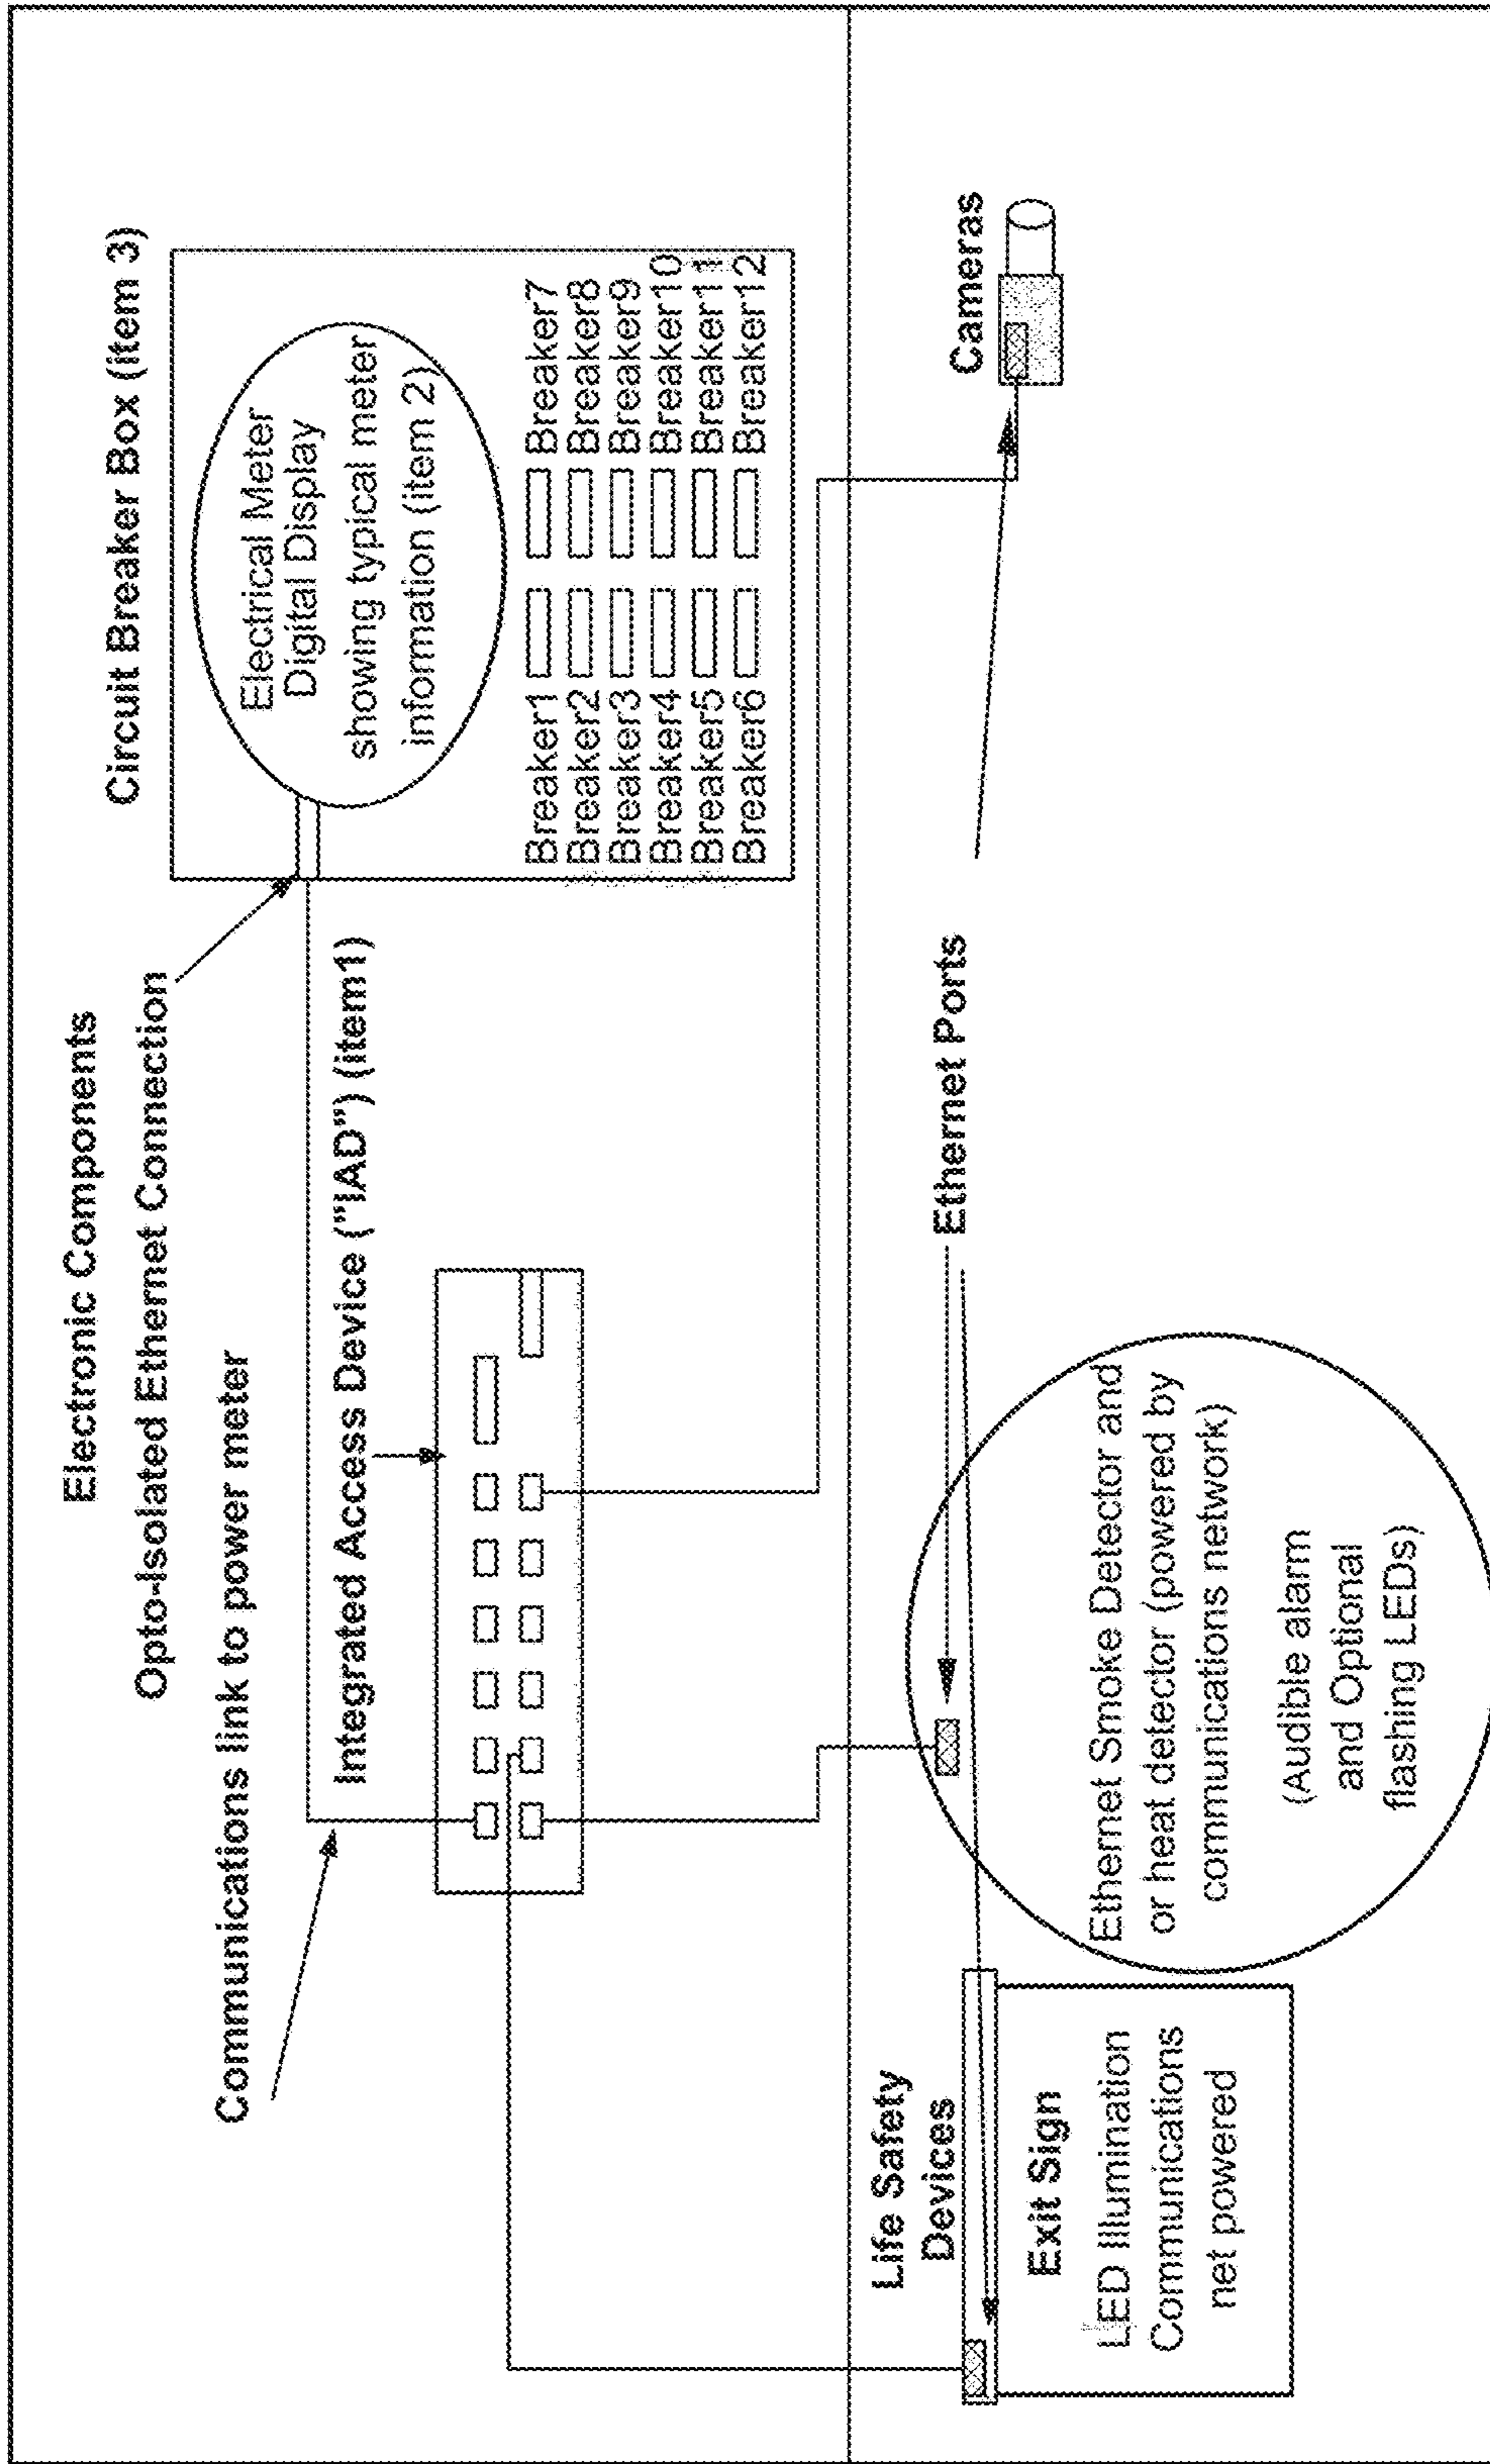 Electronic Components
Opto-Isolated Ethernet Connection
Circuit Breaker Box (item 3)
Communications link to power meter
Integrated Access Device ("IAD") (item1)
Electrical Meter
Digital Display
showing typical meter
information (item 2)
Breaker1 Breaker7
Breaker2 Breaker8
Breaker3 Breaker9
Breaker4 Breaker10
Breaker5 Breaker11
Breaker6 Breaker12
Life Safety
Devices
Ethernet Ports
Cameras
Exit Sign
LED Illumination
Communications
net powered
Ethernet Smoke Detector and
or heat detector (powered by
communications network)
(Audible alarm
and Optional
flashing LEDs)